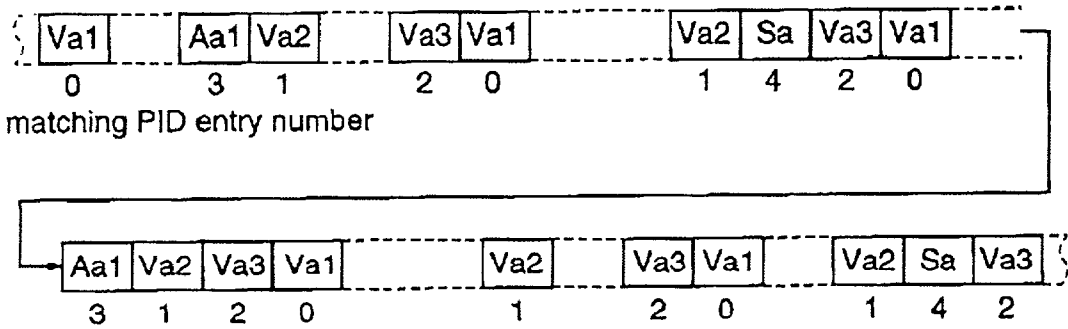 Va1 Aa1 Va2 Va3 Va1 Va2 Sa Va3 Va1
0 3 1 2 0 1 4 2 0
matching PID entry number
Aa1 Va2 Va3 Va1 Va2 Va3 Va1 Va2 Sa Va3
3 1 2 0 1 2 0 1 4 2